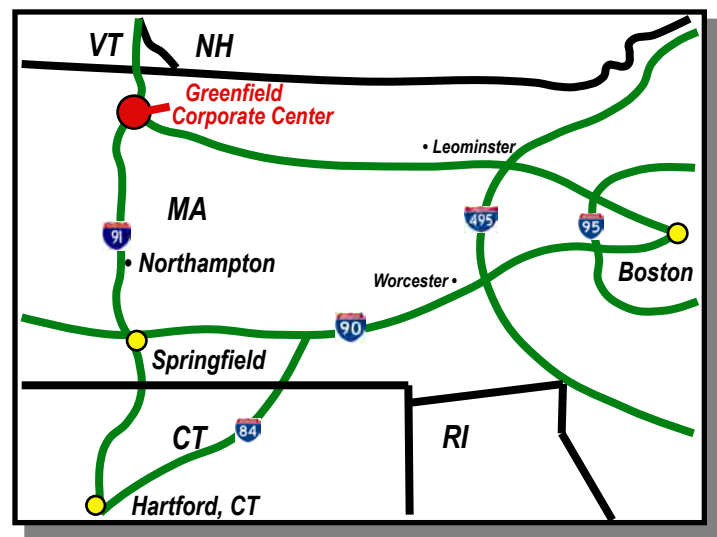 VT
NH
Greenfield
Corporate Center
• Leominster
MA
495
95
91
• Northampton
Boston
Worcester •
90
Springfield
84
CT
RI
Hartford, CT